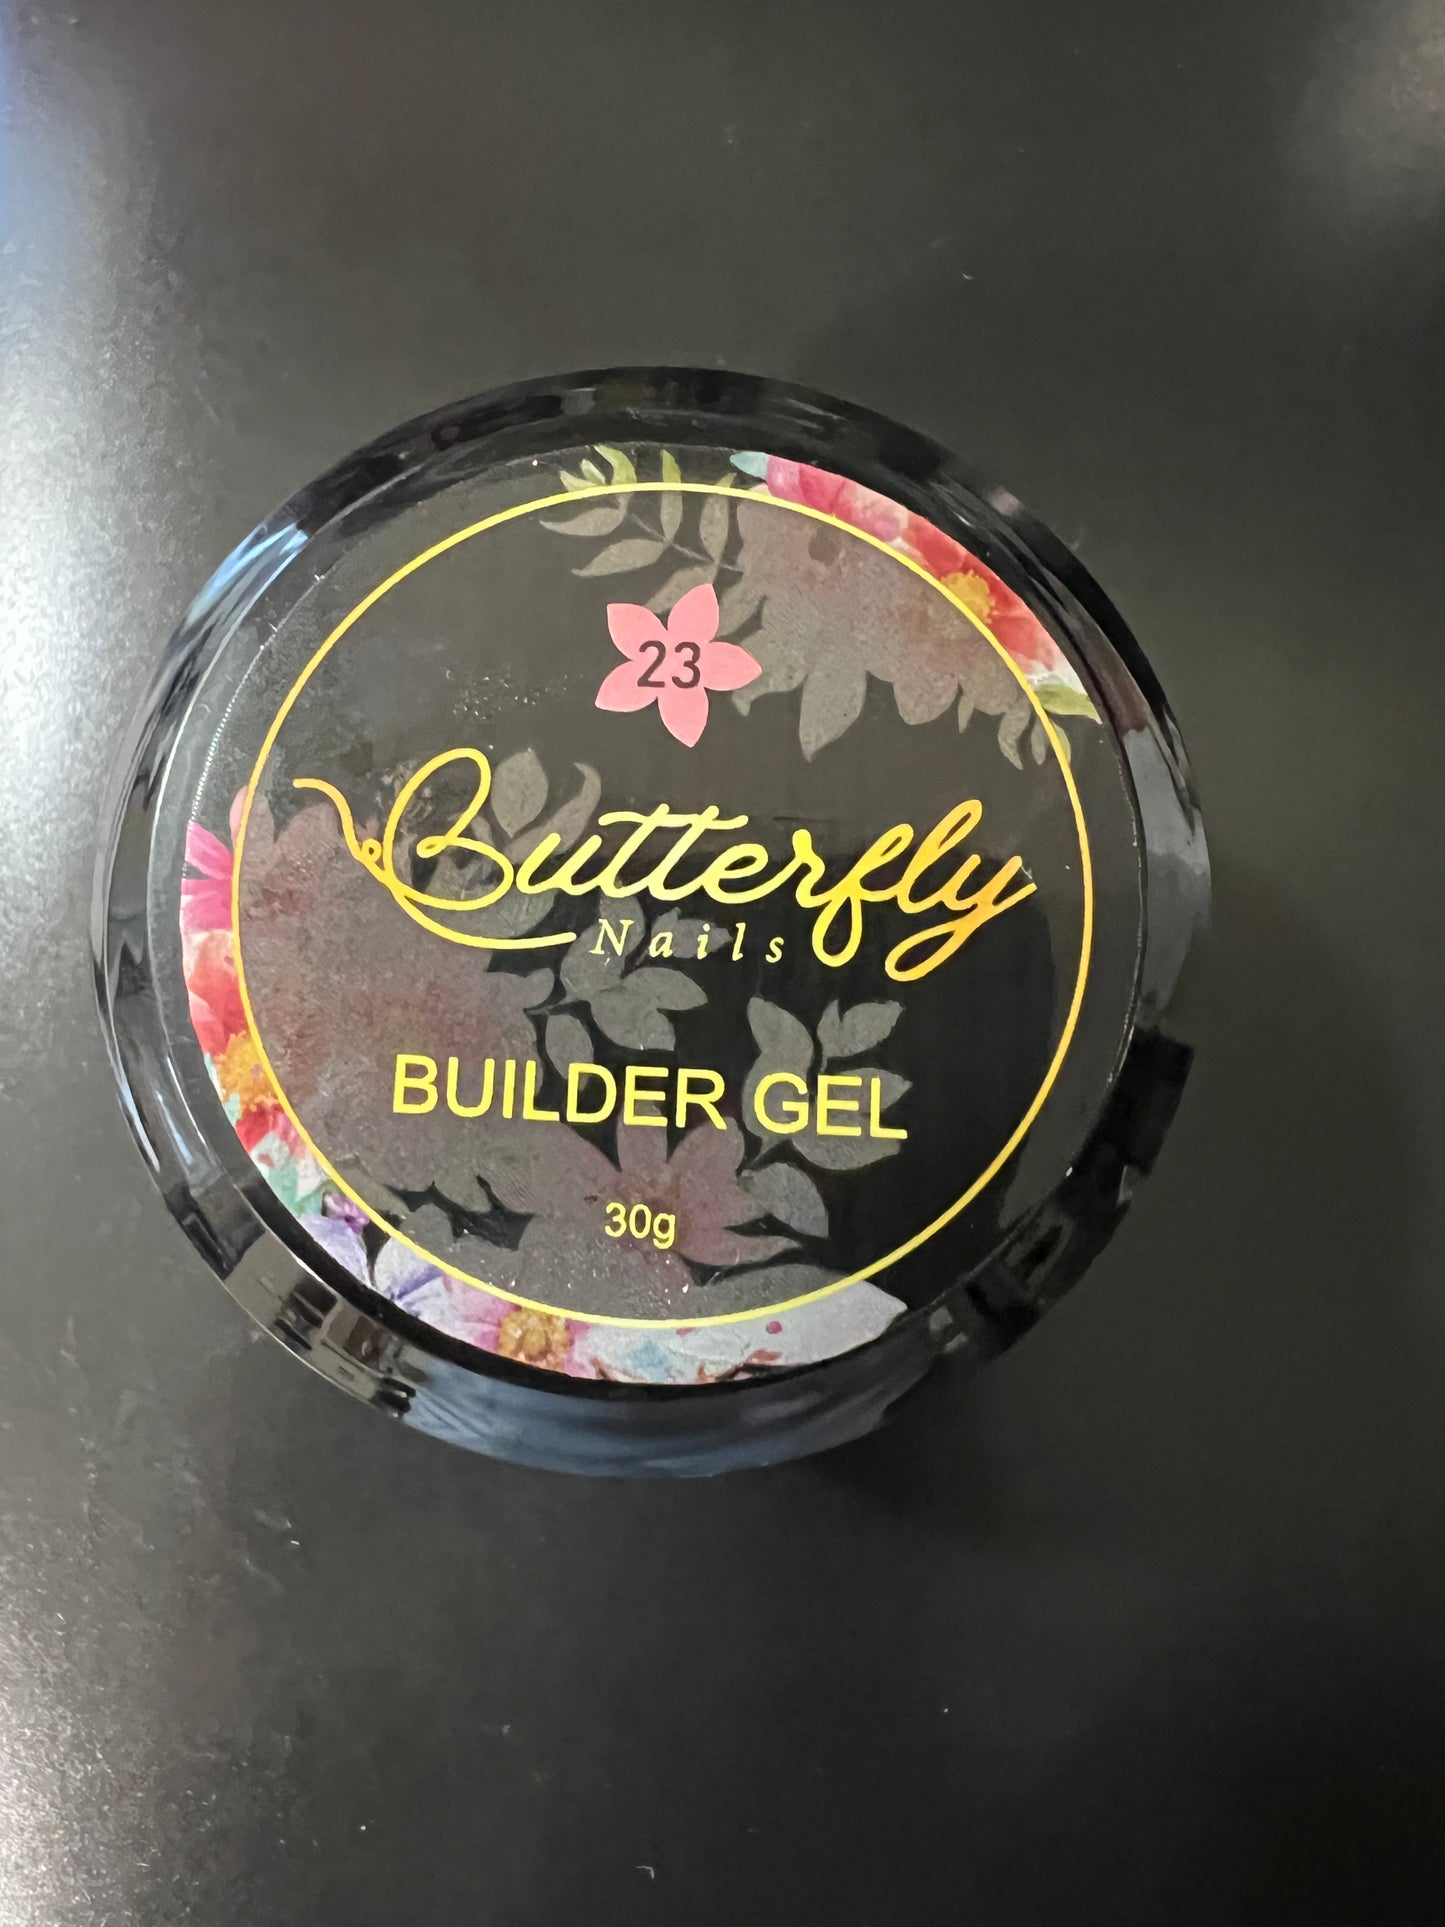 23
Butterfly
Nails
BUILDER GEL
30g